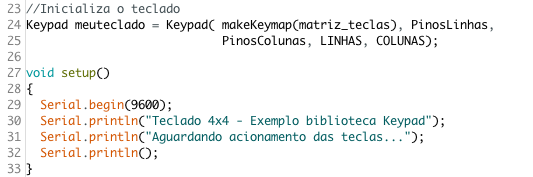 23 //Inicializa o teclado
24 Keypad meuteclado = Keypad( makeKeymap(matriz_teclas), PinosLinhas,
25                             PinosColunas, LINHAS, COLUNAS);
26
27 void setup()
28 {
29   Serial.begin(9600);
30   Serial.println("Teclado 4x4 - Exemplo biblioteca Keypad");
31   Serial.println("Aguardando acionamento das teclas...");
32   Serial.println();
33 }